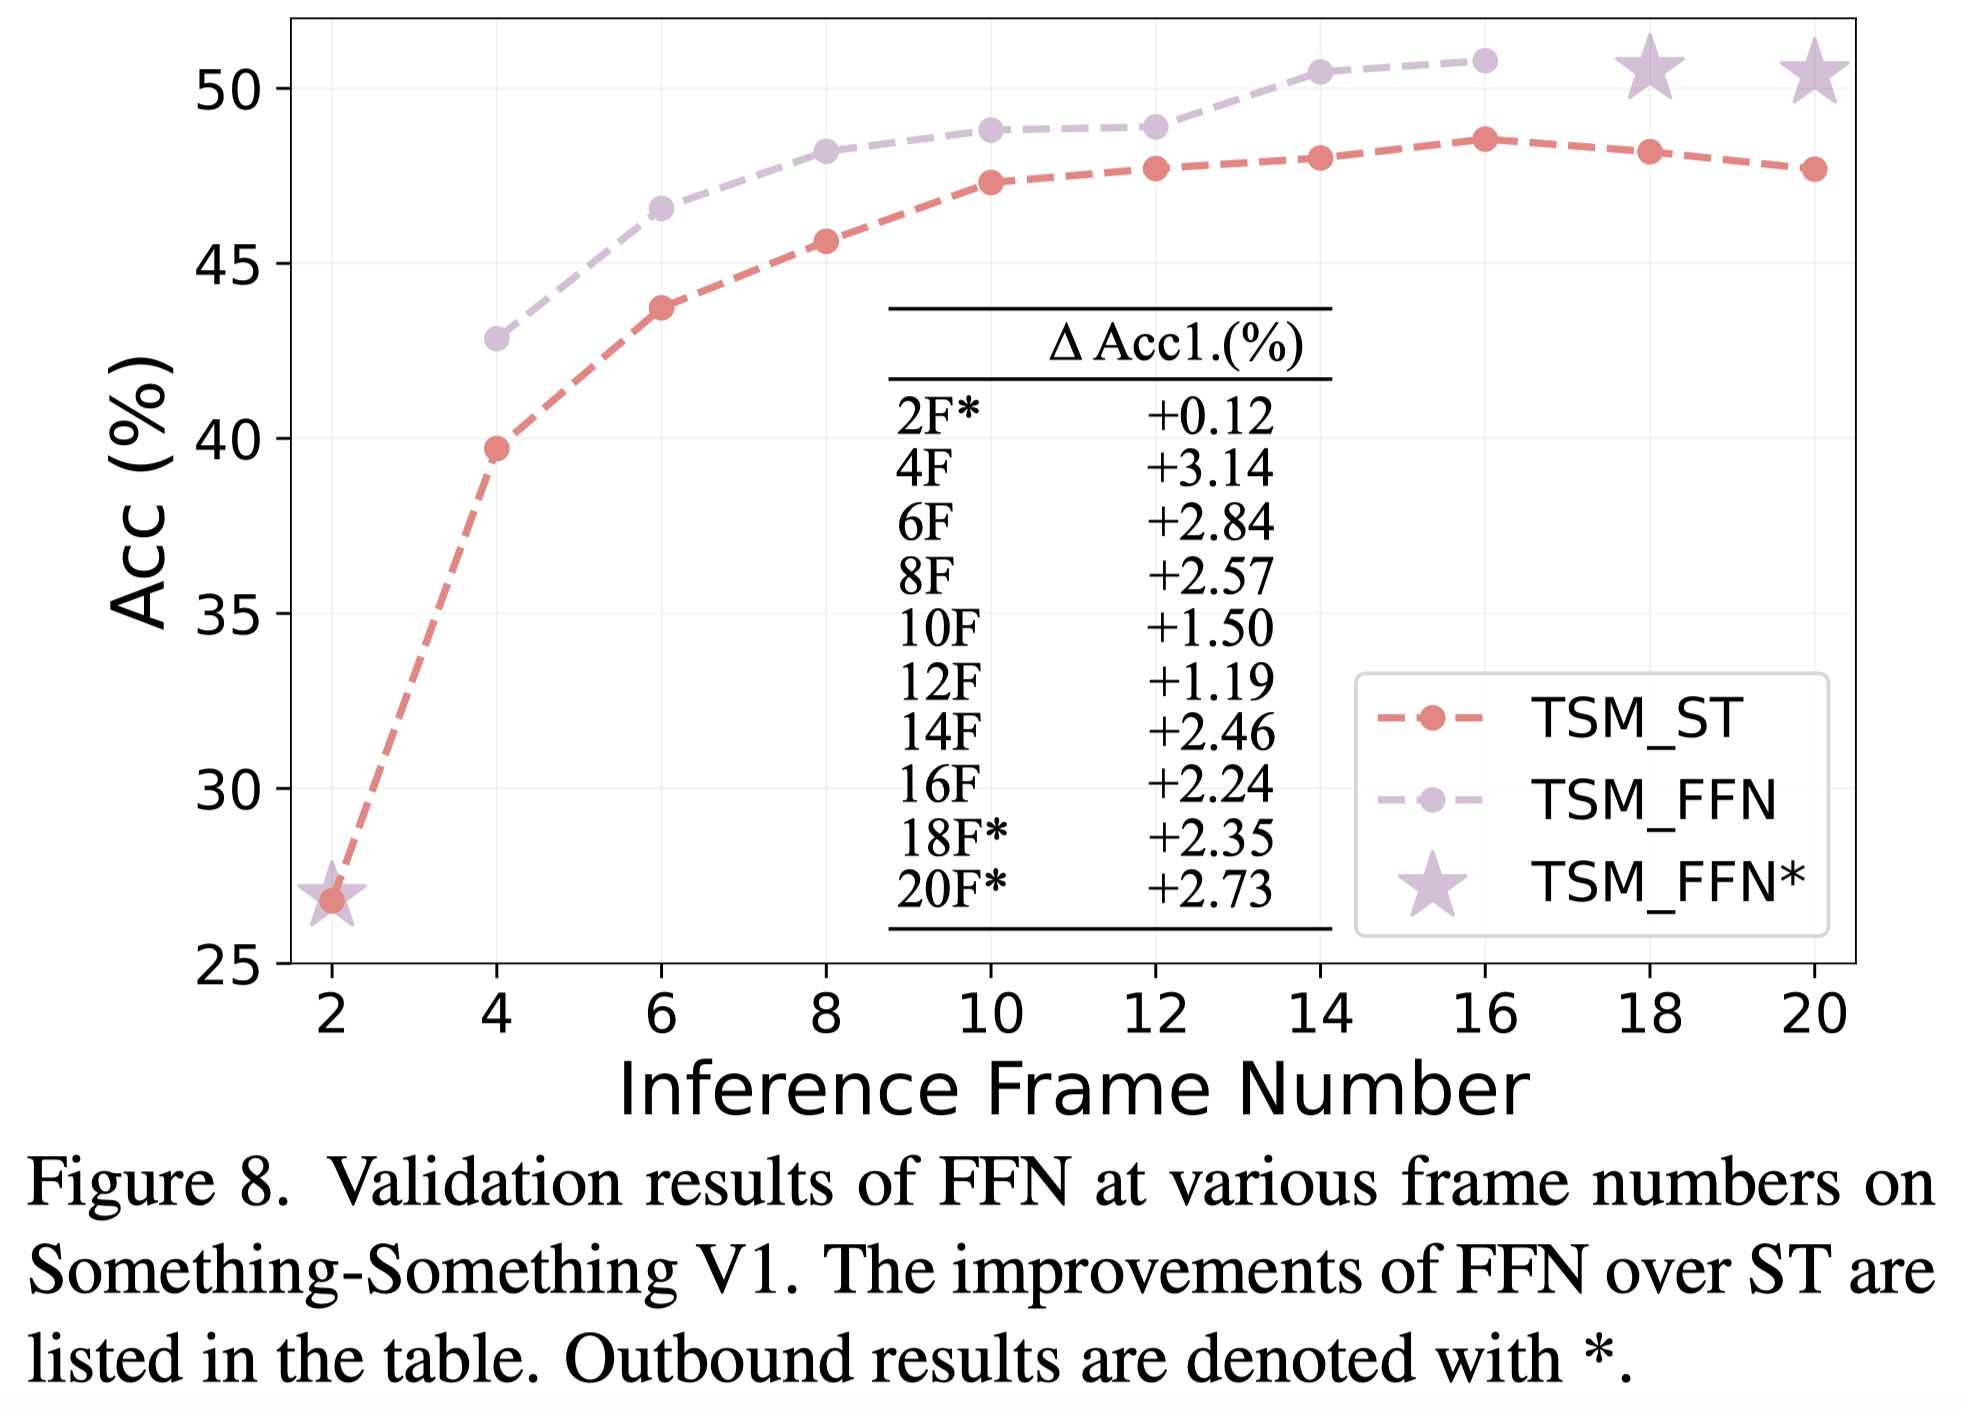 Acc (%)
50
45
40
35
30
25
Δ Acc1.(%)
2F* +0.12
4F +3.14
6F +2.84
8F +2.57
10F +1.50
12F +1.19
14F +2.46
16F +2.24
18F* +2.35
20F* +2.73
TSM_ST
TSM_FFN
TSM_FFN*
2 4 6 8 10 12 14 16 18 20
Inference Frame Number
Figure 8. Validation results of FFN at various frame numbers on
Something-Something V1. The improvements of FFN over ST are
listed in the table. Outbound results are denoted with *.